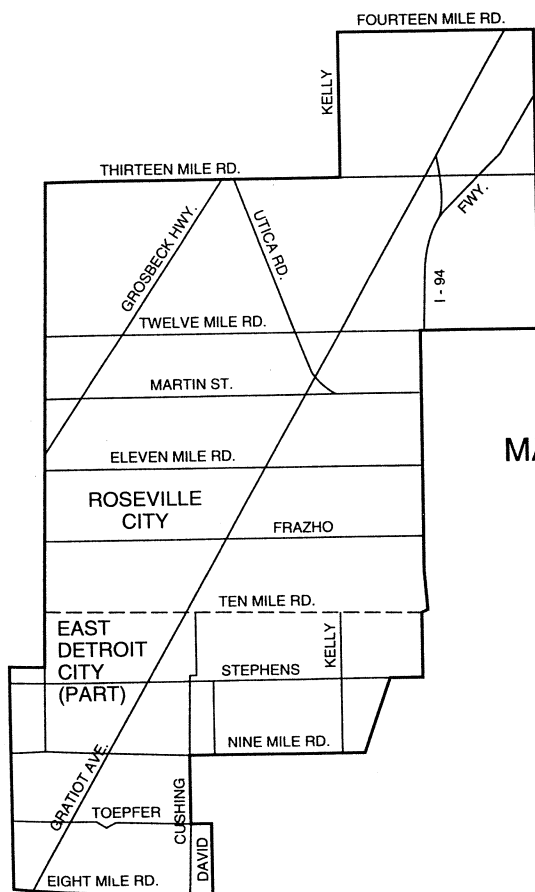 FOURTEEN MILE RD.
KELLY
THIRTEEN MILE RD.
GROSBECK HWY.
UTICA RD.
FWY.
I - 94
TWELVE MILE RD.
MARTIN ST.
ELEVEN MILE RD.
MA
ROSEVILLE
CITY
FRAZHO
TEN MILE RD.
EAST
DETROIT
CITY
(PART)
KELLY
STEPHENS
NINE MILE RD.
GRATIOT AVE.
CUSHING
TOEPFER
DAVID
EIGHT MILE RD.